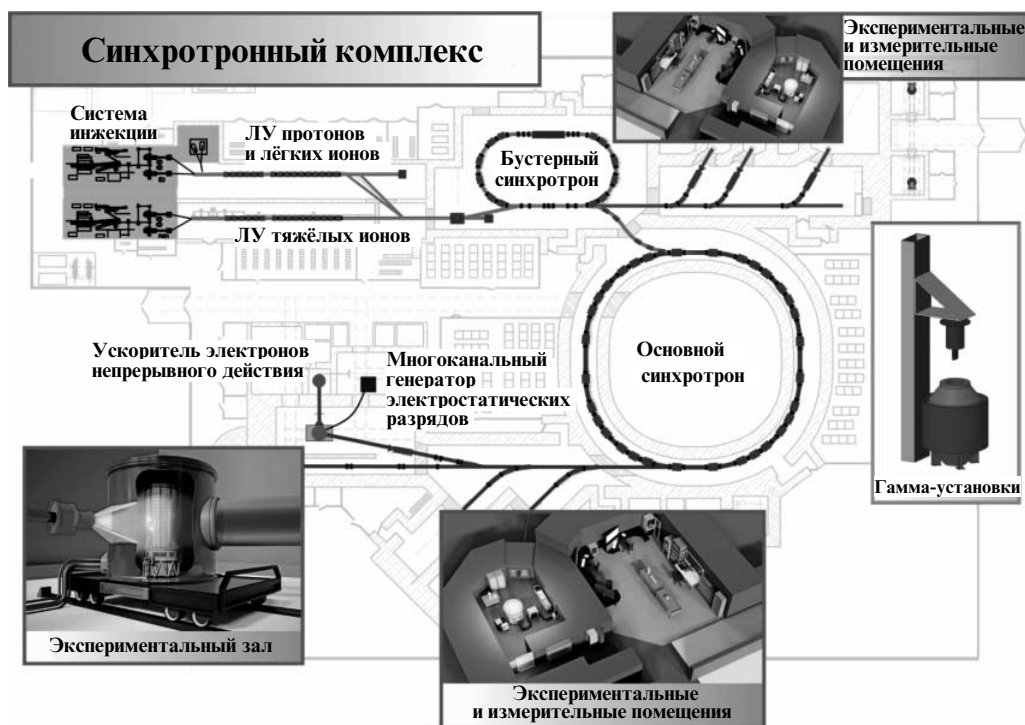 Синхротронный комплекс
Экспериментальные
и измерительные
помещения
Система
инжекции
ЛУ протонов
и лёгких ионов
Бустерный
синхротрон
ЛУ тяжёлых ионов
Ускоритель электронов
непрерывного действия
Многоканальный
генератор
электростатических
разрядов
Основной
синхротрон
Гамма-установки
Экспериментальный зал
Экспериментальные
и измерительные помещения